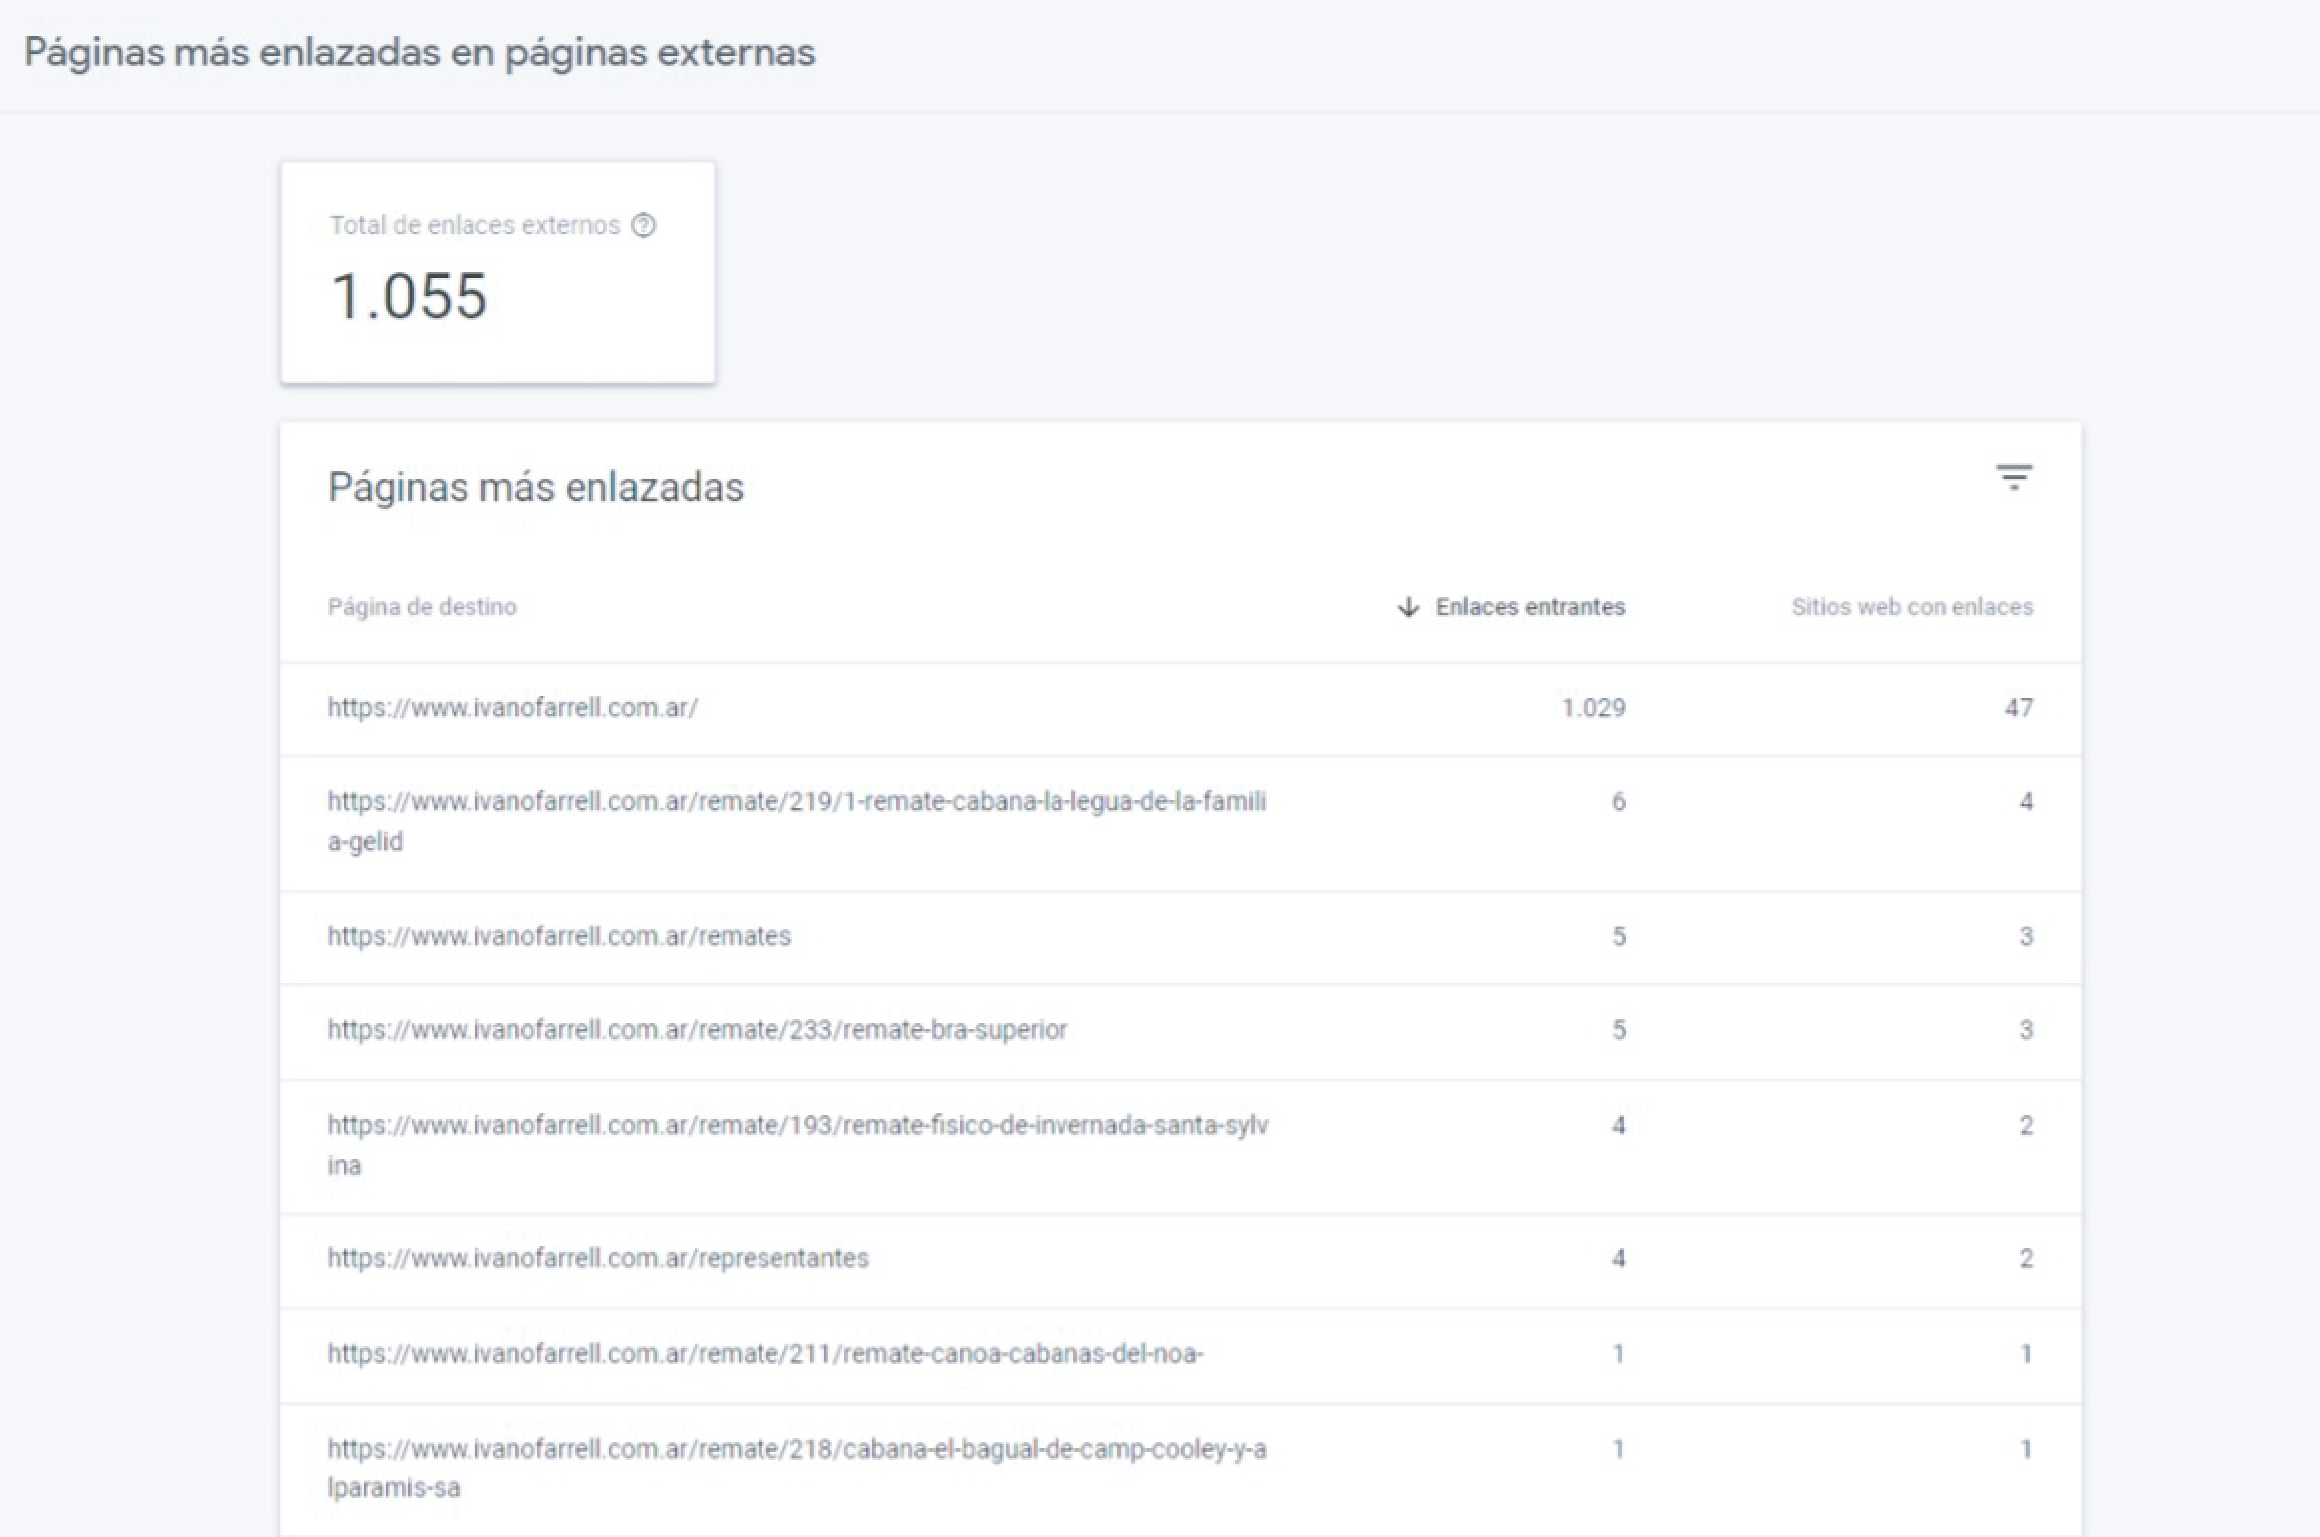 Páginas más enlazadas en páginas externas
Total de enlaces externos
1.055
Páginas más enlazadas
Página de destino Enlaces entrantes Sitios web con enlaces
https://www.ivanofarrell.com.ar/ 1.029 47
https://www.ivanofarrell.com.ar/remate/219/1-remate-cabana-la-legua-de-la-famili 6 4
a-gelid
https://www.ivanofarrell.com.ar/remates 5 3
https://www.ivanofarrell.com.ar/remate/233/remate-bra-superior 5 3
https://www.ivanofarrell.com.ar/remate/193/remate-fisico-de-invernada-santa-sylv 4 2
ina
https://www.ivanofarrell.com.ar/representantes 4 2
https://www.ivanofarrell.com.ar/remate/211/remate-canoa-cabanas-del-noa- 1 1
https://www.ivanofarrell.com.ar/remate/218/cabana-el-bagual-de-camp-cooley-y-a 1 1
lparamis-sa